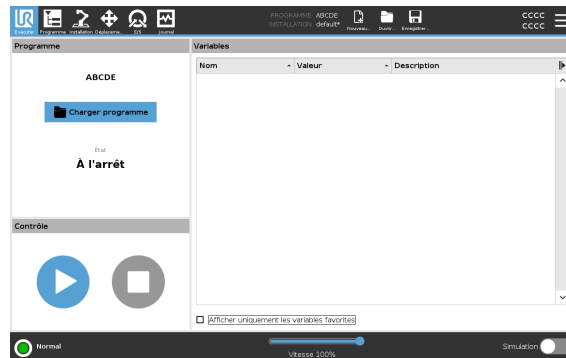 UR
PROGRAMME ABCDE
INSTALLATION default*
CCCC
CCCC
Exécuter Programme Installation Déplaceme... E/S Journal
Nouveau... Ouvrir... Enregistrer...
Programme
ABCDE
Charger programme
État
À l'arrêt
Contrôle
Variables
Nom Valeur Description
Afficher uniquement les variables favorites
Normal
Vitesse 100%
Simulation